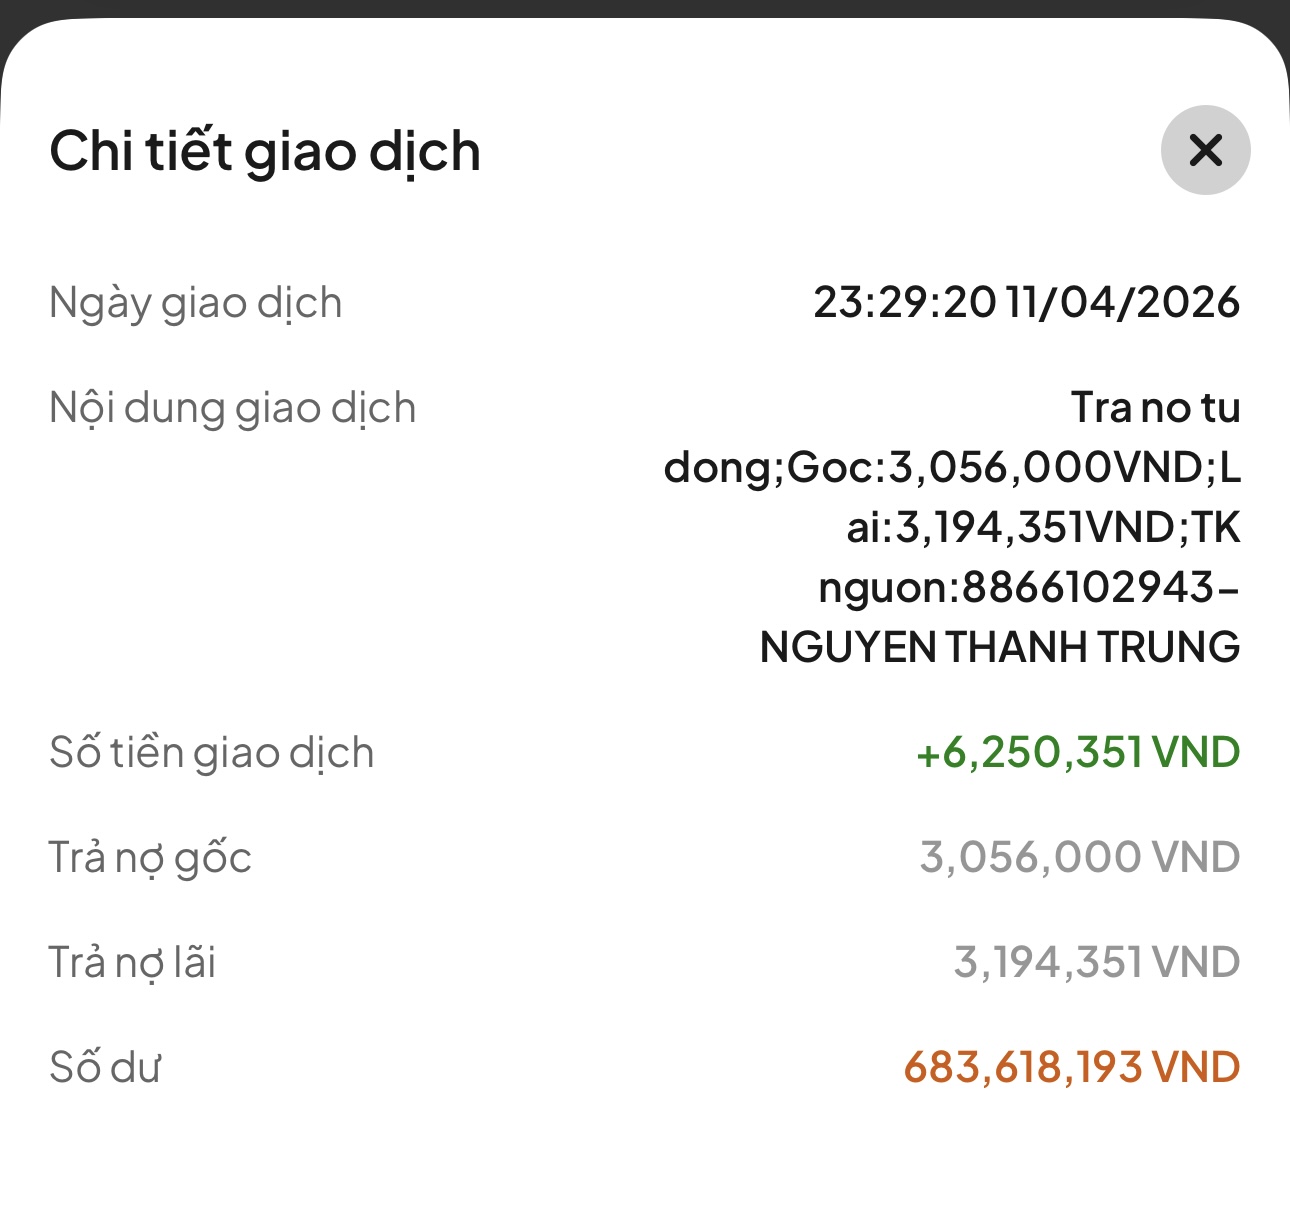 Chi tiết giao dịch
Ngày giao dịch 23:29:20 11/04/2026
Nội dung giao dịch Tra no tu
dong;Goc:3,056,000VND;L
ai:3,194,351VND;TK
nguon:8866102943–
NGUYEN THANH TRUNG
Số tiền giao dịch +6,250,351 VND
Trả nợ gốc 3,056,000 VND
Trả nợ lãi 3,194,351 VND
Số dư 683,618,193 VND